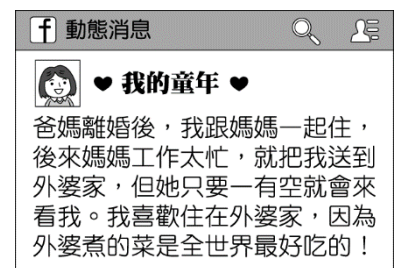 f 動態消息
♥ 我的童年 ♥
爸媽離婚後，我跟媽媽一起住，
後來媽媽工作太忙，就把我送到
外婆家，但她只要一有空就會來
看我。我喜歡住在外婆家，因為
外婆煮的菜是全世界最好吃的！